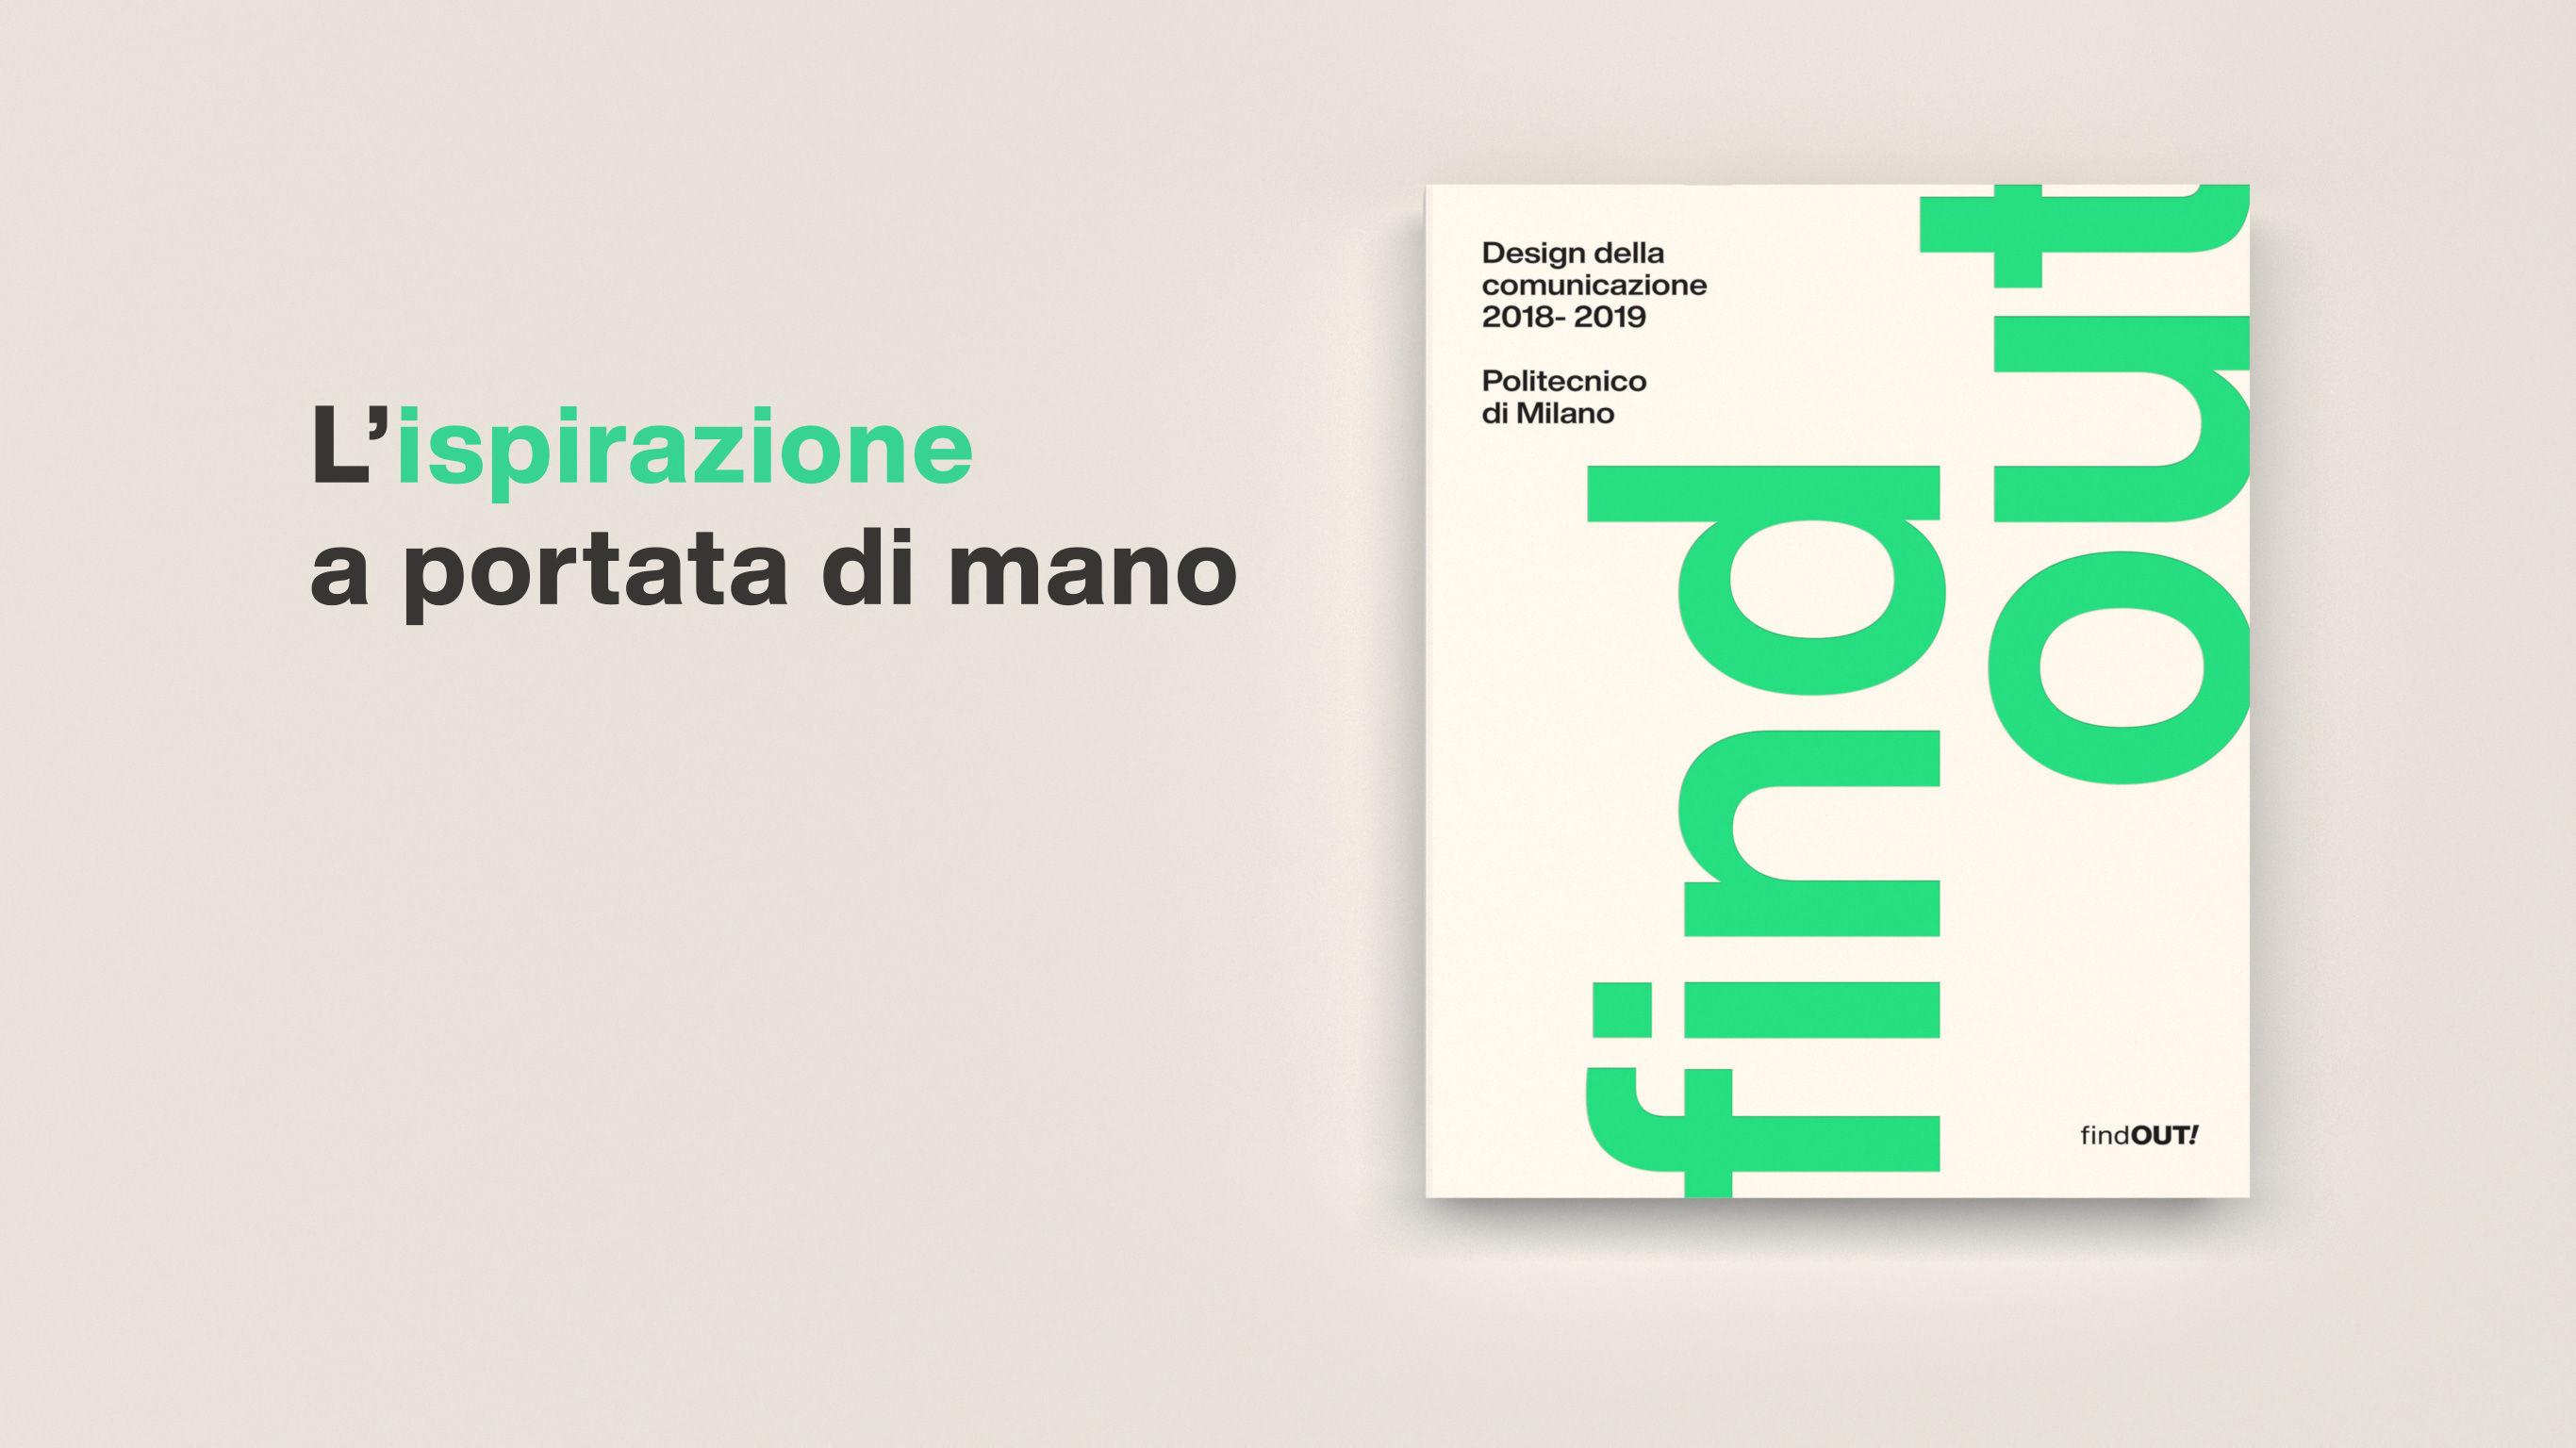 L’ispirazione
a portata di mano
Design della
comunicazione
2018- 2019
Politecnico
di Milano
find
out
findOUT!